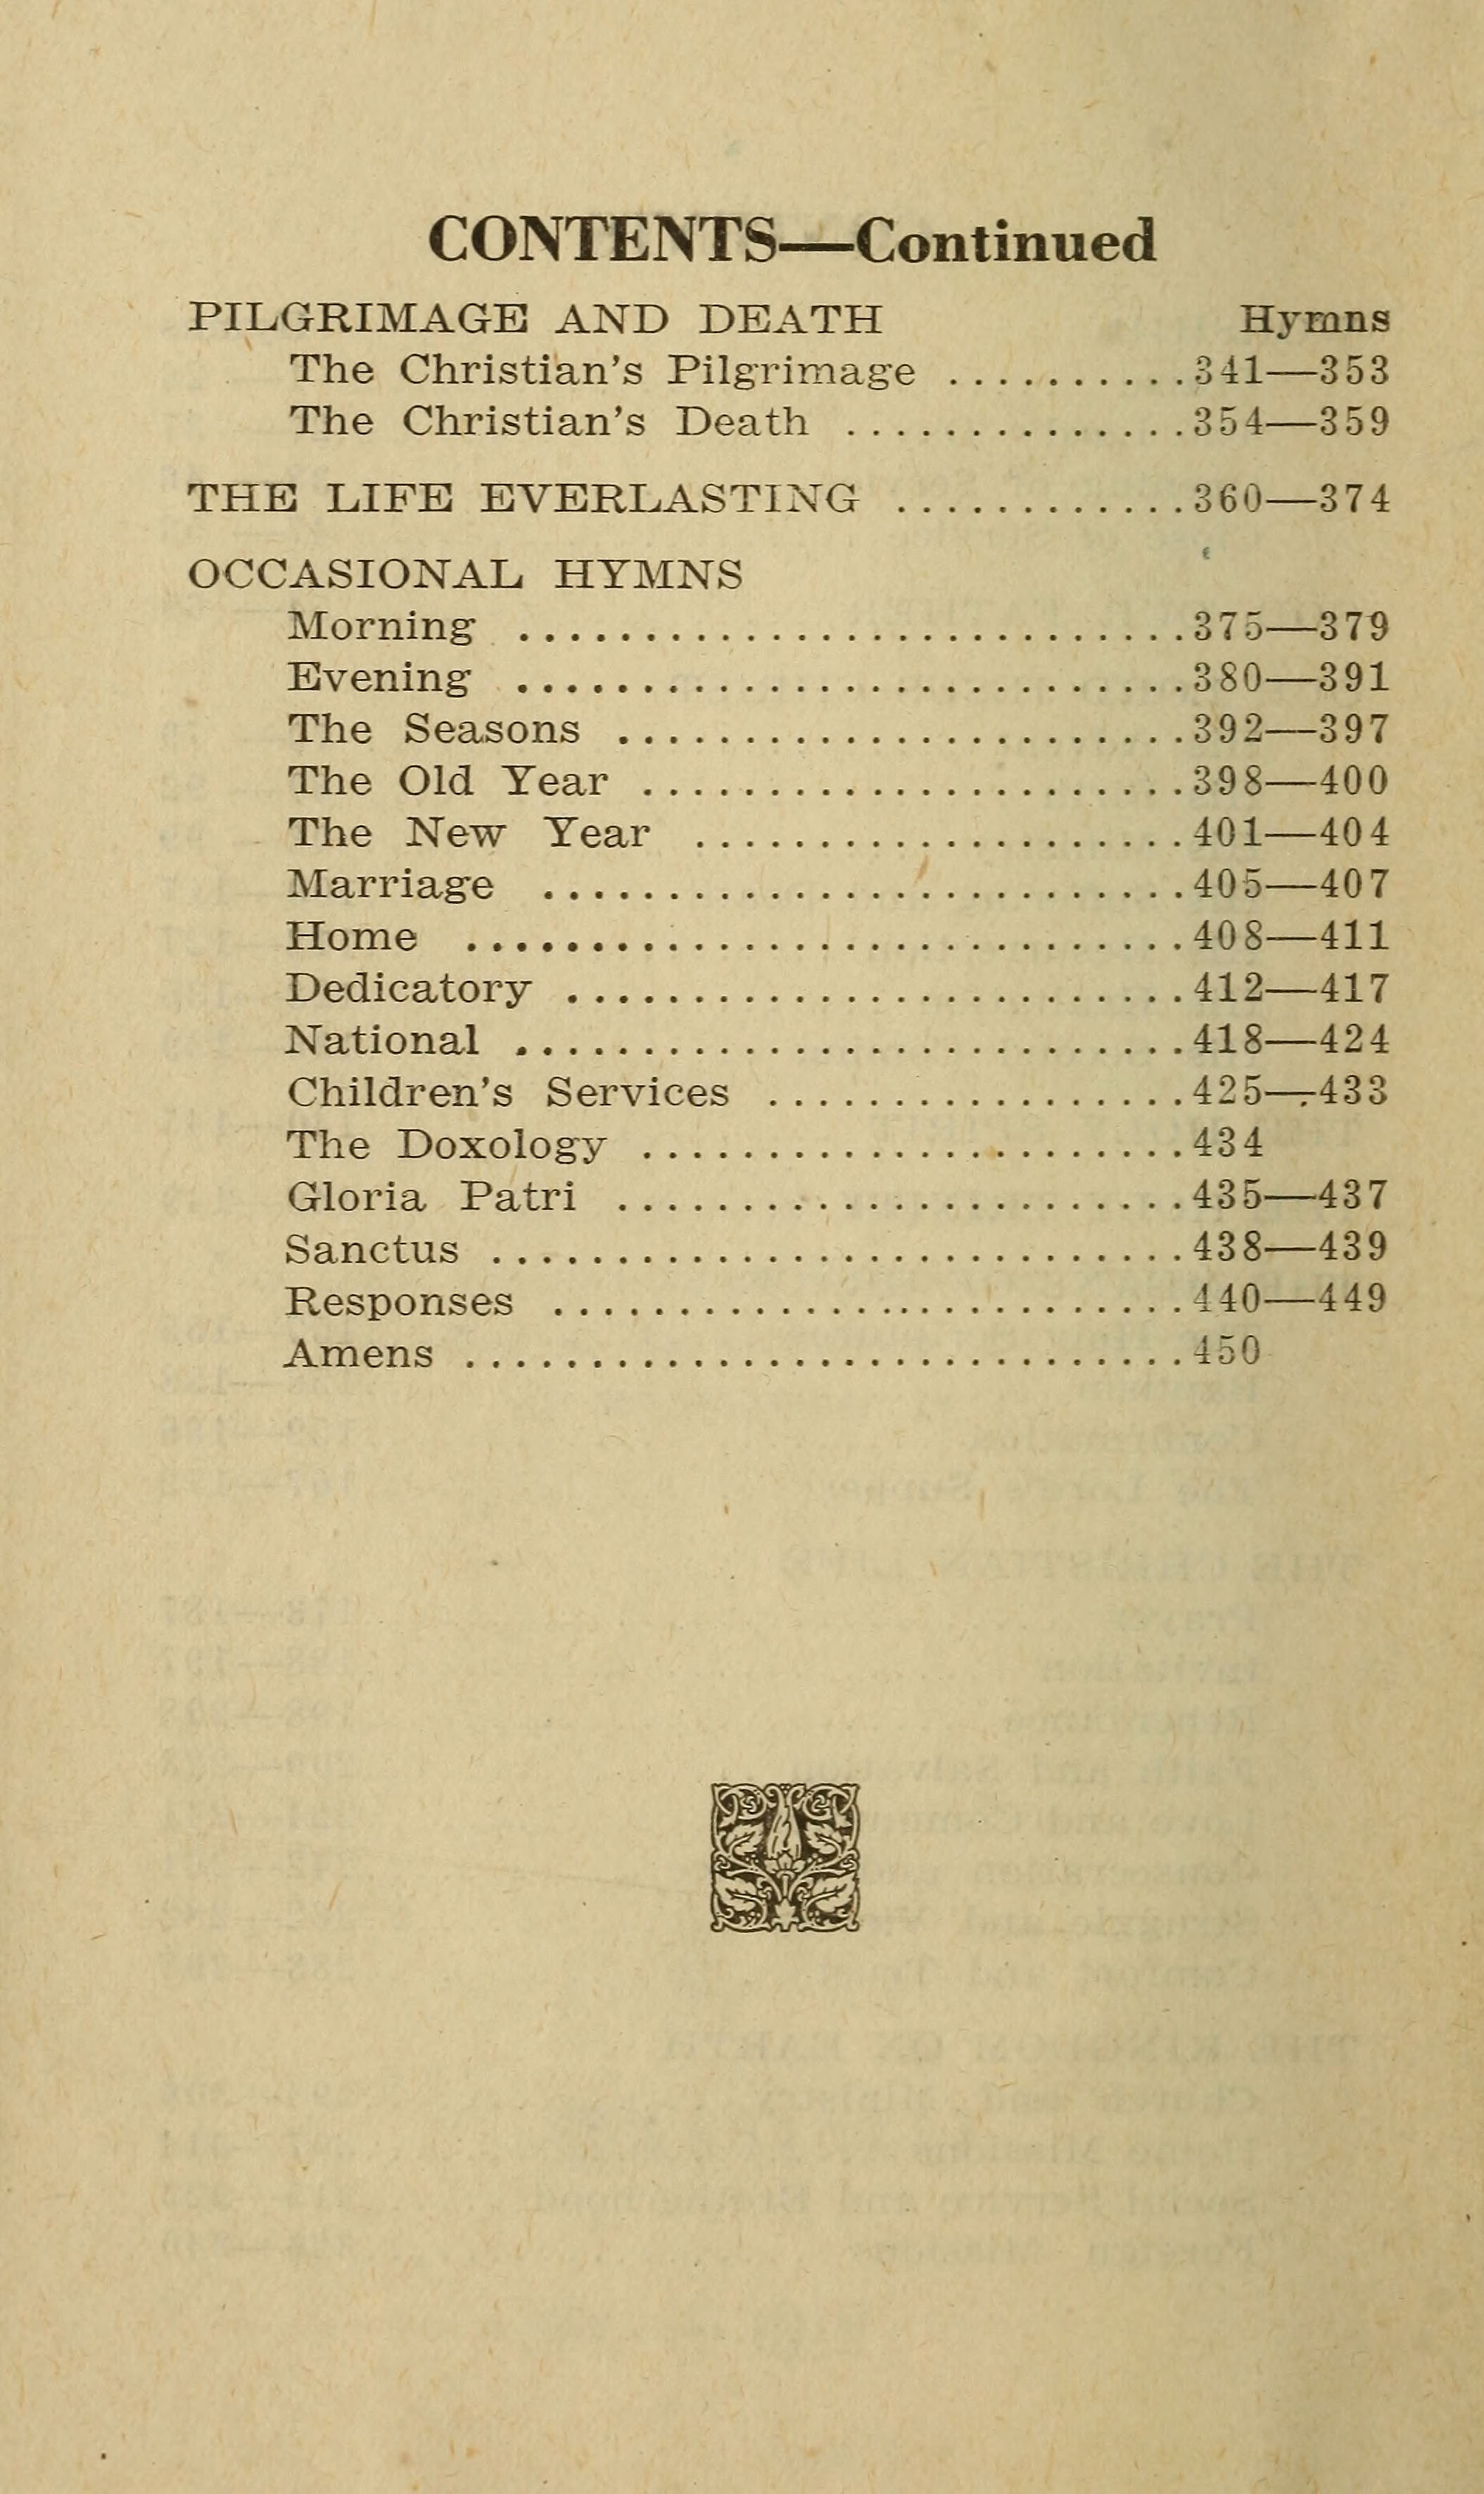 CONTENTS—Continued
PILGRIMAGE AND DEATH Hymns
The Christian's Pilgrimage ..........341—353
The Christian's Death ..............354—359
THE LIFE EVERLASTING ............360—374
OCCASIONAL HYMNS
Morning ...........................375—379
Evening ...........................380—391
The Seasons .......................392—397
The Old Year ......................398—400
The New Year ....................401—404
Marriage ..........................405—407
Home .............................408—411
Dedicatory .........................412—417
National ...........................418—424
Children's Services .................425—433
The Doxology ......................434
Gloria Patri .......................435—437
Sanctus ............................438—439
Responses .........................440—449
Amens .............................450